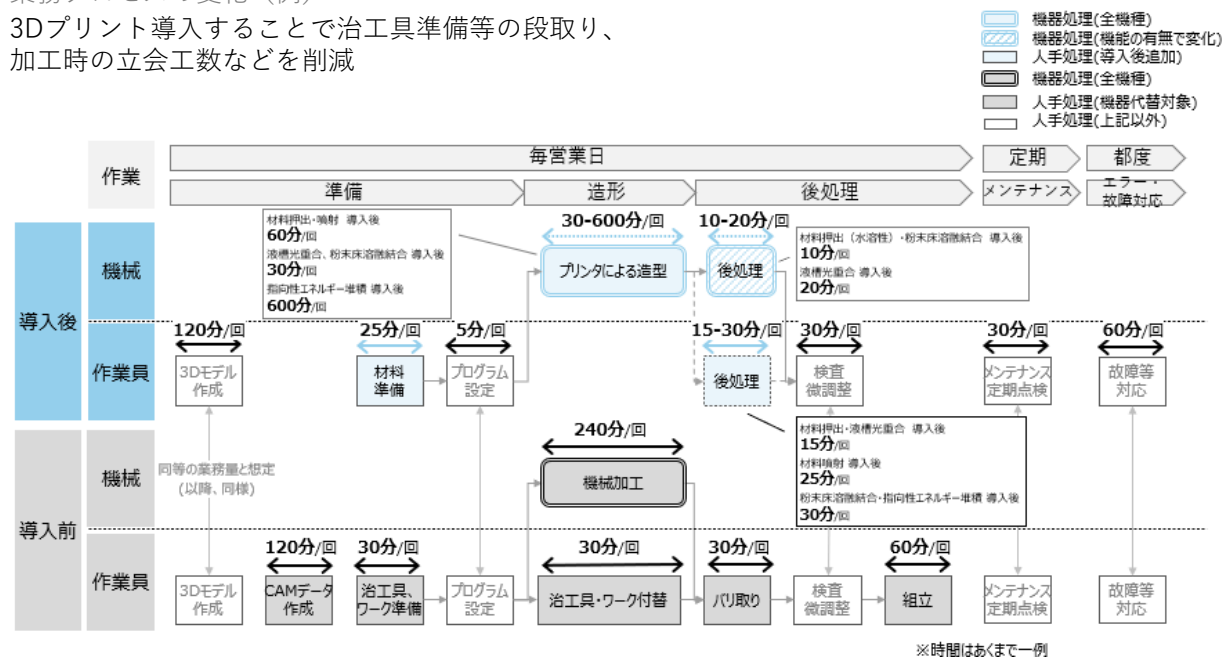 3Dプリント導入することで治工具準備等の段取り、
加工時の立会工数などを削減
機器処理(全機種)
機器処理(機能の有無で変化)
人手処理(導入後追加)
機器処理(全機種)
人手処理(機器代替対象)
人手処理(上記以外)
作業
毎営業日
定期
都度
準備
造形
後処理
メンテナンス
エラー・
故障対応
導入後
機械
材料押出・噴射 導入後
60分/回
液槽光重合、粉末床溶融結合 導入後
30分/回
指向性エネルギー堆積 導入後
600分/回
30-600分/回
プリンタによる造型
10-20分/回
後処理
材料押出（水溶性）・粉末床溶融結合 導入後
10分/回
液槽光重合 導入後
20分/回
作業員
120分/回
3Dモデル
作成
25分/回
材料
準備
5分/回
プログラム
設定
15-30分/回
後処理
30分/回
検査
微調整
30分/回
メンテナンス
定期点検
60分/回
故障等
対応
材料押出・液槽光重合 導入後
15分/回
材料噴射 導入後
25分/回
粉末床溶融結合・指向性エネルギー堆積 導入後
30分/回
導入前
機械
同等の業務量と想定
(以降、同様)
240分/回
機械加工
作業員
3Dモデル
作成
120分/回
CAMデータ
作成
30分/回
治工具、
ワーク準備
プログラム
設定
30分/回
治工具・ワーク付替
30分/回
バリ取り
検査
微調整
60分/回
組立
メンテナンス
定期点検
故障等
対応
※時間はあくまで一例